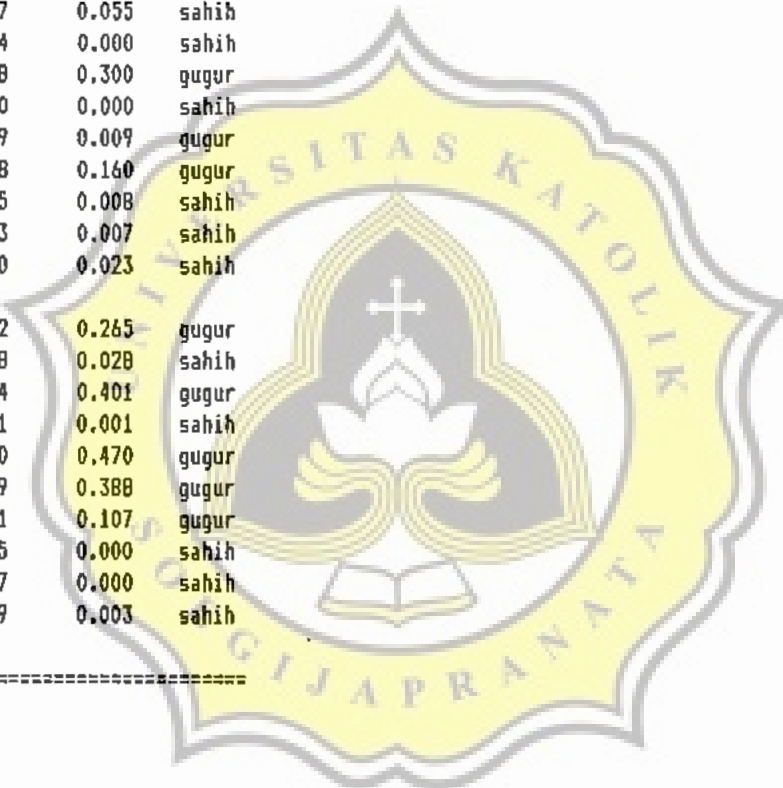 7 0.055 sahih
4 0.000 sahih
8 0.300 gugur
0 0.000 sahih
9 0.009 gugur
8 0.160 gugur
5 0.008 sahih
3 0.007 sahih
0 0.023 sahih
2 0.265 gugur
8 0.028 sahih
4 0.401 gugur
1 0.001 sahih
0 0.470 gugur
9 0.388 gugur
1 0.107 gugur
5 0.000 sahih
7 0.000 sahih
9 0.003 sahih
=======================
UNIVERSITAS KATOLIK
SOEGIJAPRANATA